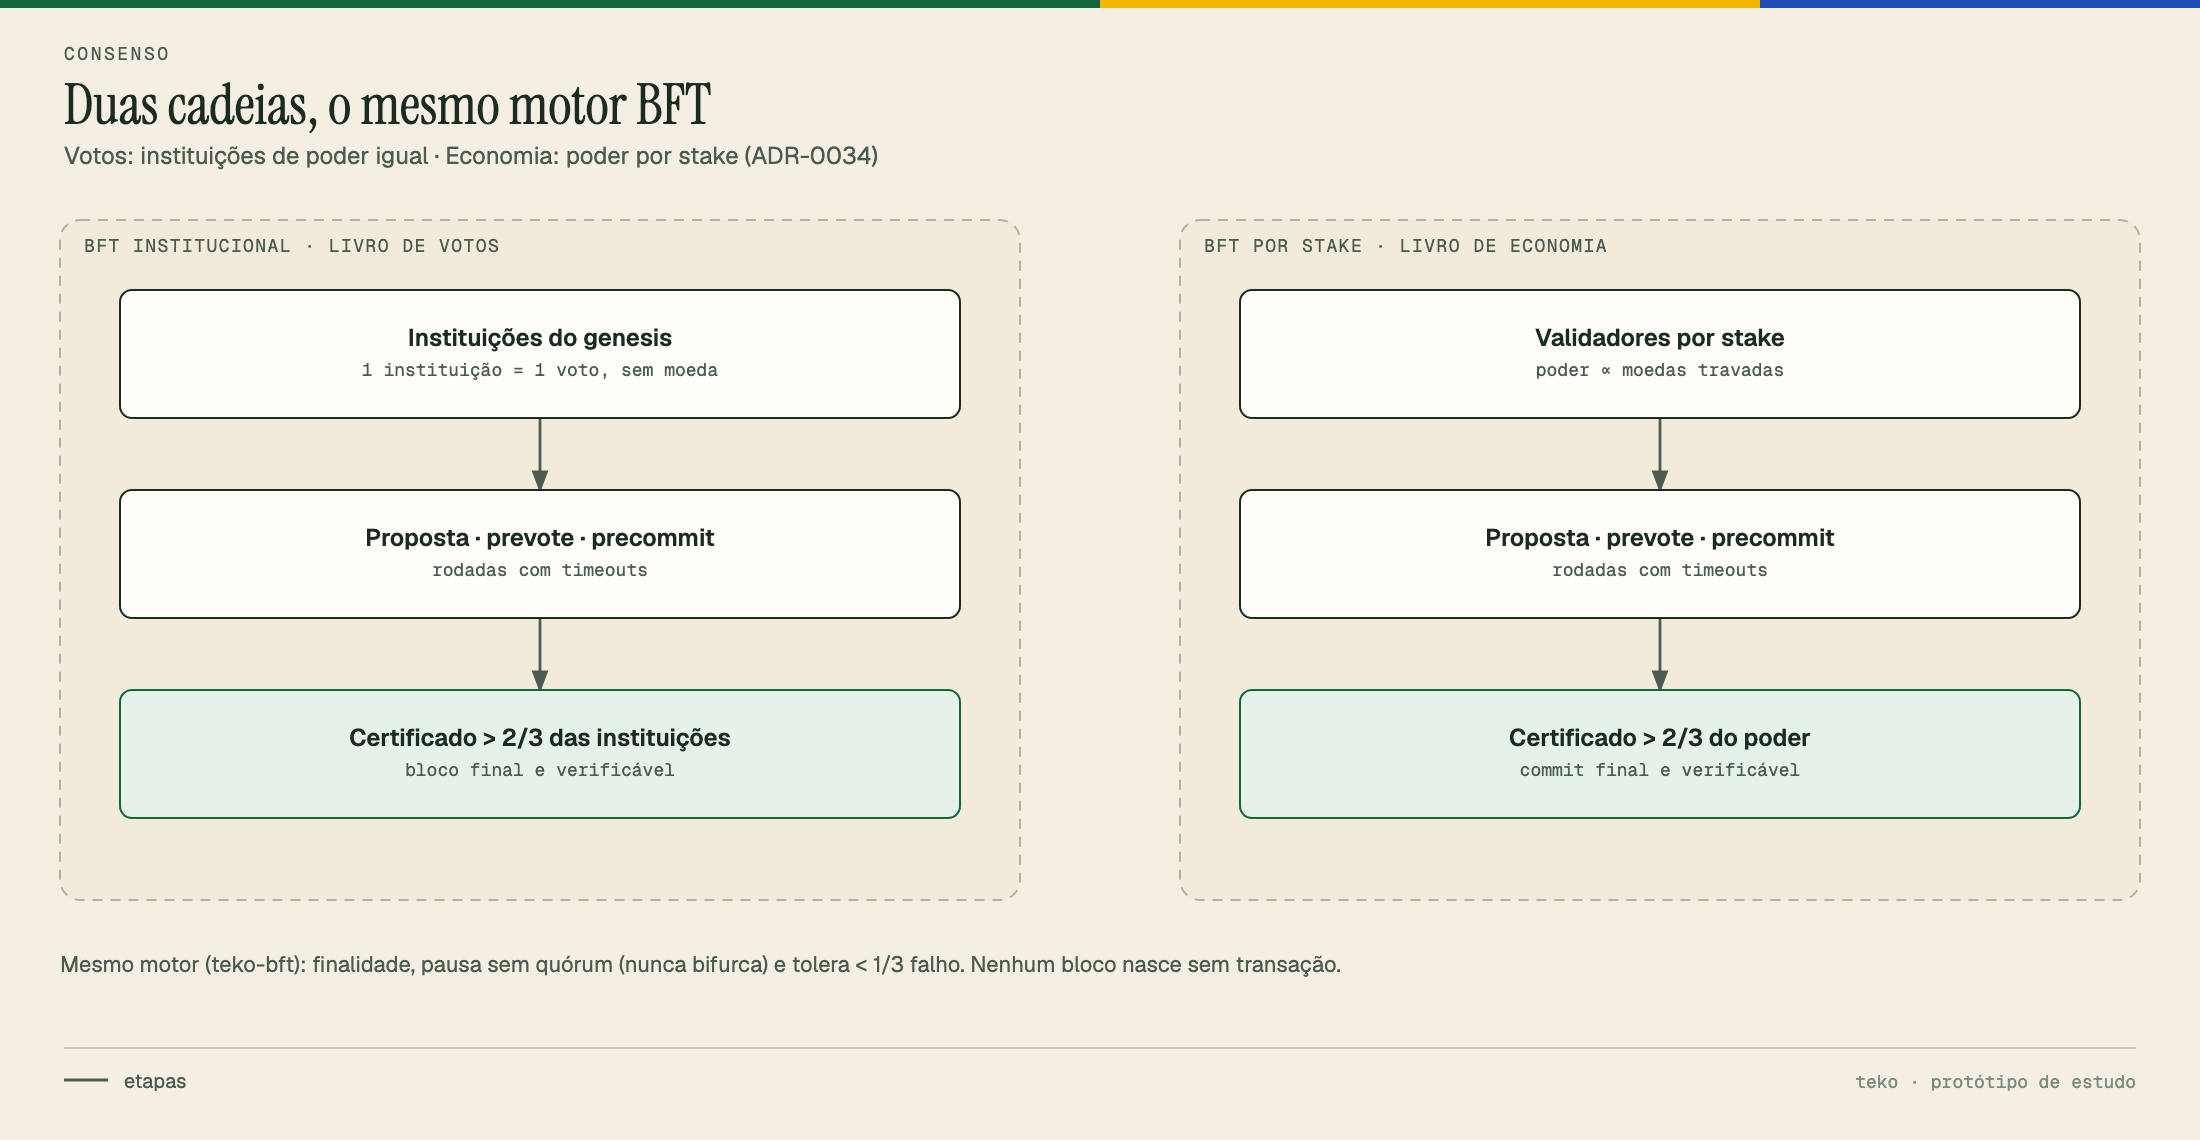 CONSENSO
Duas cadeias, o mesmo motor BFT
Votos: instituições de poder igual · Economia: poder por stake (ADR-0034)
BFT INSTITUCIONAL · LIVRO DE VOTOS
Instituições do genesis
1 instituição = 1 voto, sem moeda
Proposta · prevote · precommit
rodadas com timeouts
Certificado > 2/3 das instituições
bloco final e verificável
BFT POR STAKE · LIVRO DE ECONOMIA
Validadores por stake
poder ∝ moedas travadas
Proposta · prevote · precommit
rodadas com timeouts
Certificado > 2/3 do poder
commit final e verificável
Mesmo motor (teko-bft): finalidade, pausa sem quórum (nunca bifurca) e tolera < 1/3 falho. Nenhum bloco nasce sem transação.
etapas
teko · protótipo de estudo